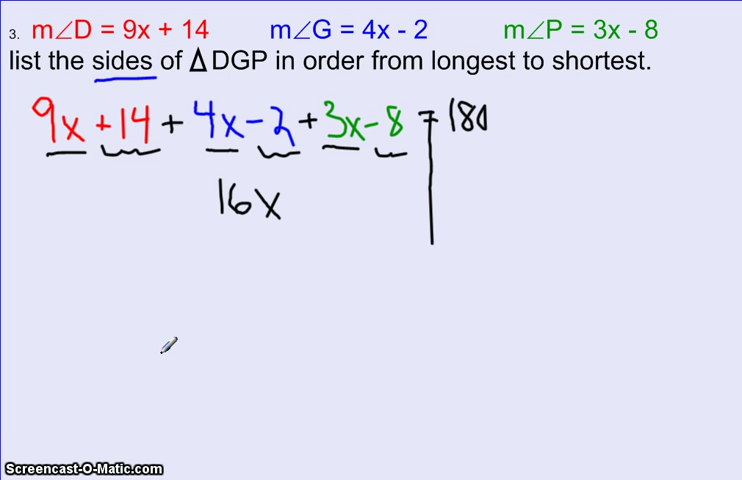 3. m∠D = 9x + 14 m∠G = 4x - 2 m∠P = 3x - 8
list the sides of Δ DGP in order from longest to shortest.
9x + 14 + 4x - 2 + 3x - 8 = 180
16x
Screencast-O-Matic.com